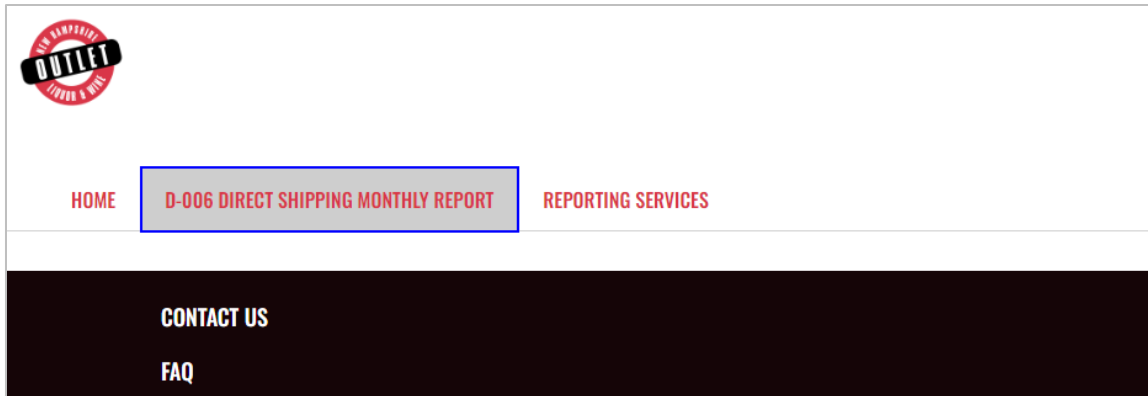 NEW HAMPSHIRE
OUTLET
LIQUOR & WINE
HOME D-006 DIRECT SHIPPING MONTHLY REPORT REPORTING SERVICES
CONTACT US
FAQ